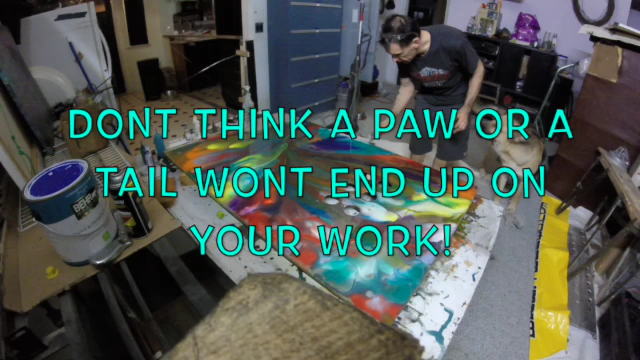 DONT THINK A PAW OR A
TAIL WONT END UP ON
YOUR WORK!